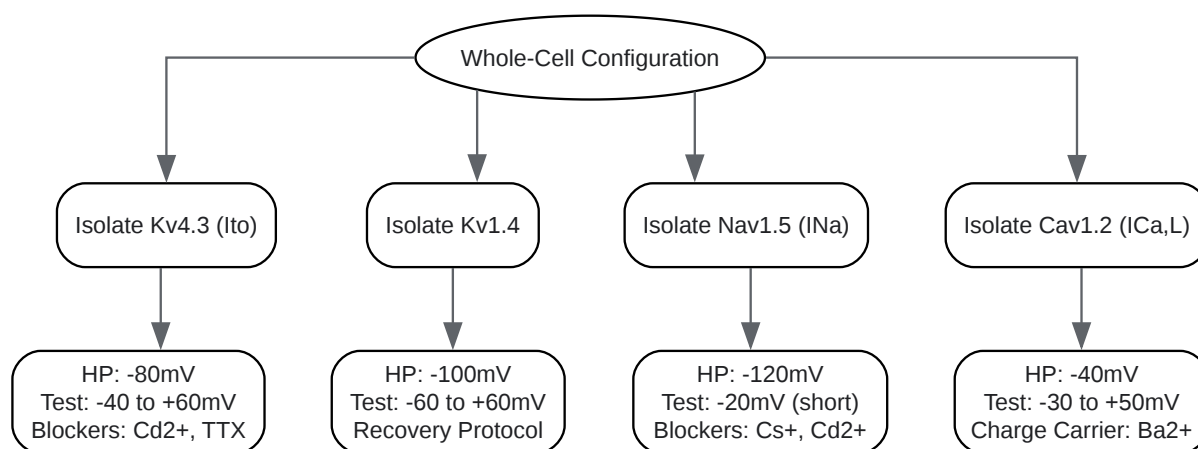 Whole-Cell Configuration
Isolate Kv4.3 (Ito)
Isolate Kv1.4
Isolate Nav1.5 (INa)
Isolate Cav1.2 (ICa,L)
HP: -80mV
Test: -40 to +60mV
Blockers: Cd2+, TTX
HP: -100mV
Test: -60 to +60mV
Recovery Protocol
HP: -120mV
Test: -20mV (short)
Blockers: Cs+, Cd2+
HP: -40mV
Test: -30 to +50mV
Charge Carrier: Ba2+